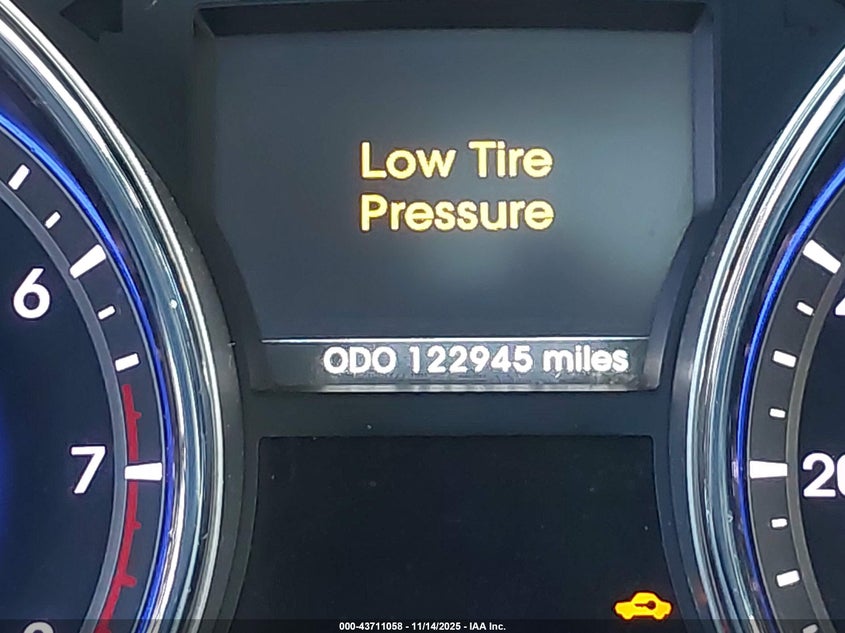 Low Tire
Pressure
6
ODO 122945 miles
7
20
000-43711058 - 11/14/2025 - IAA Inc.